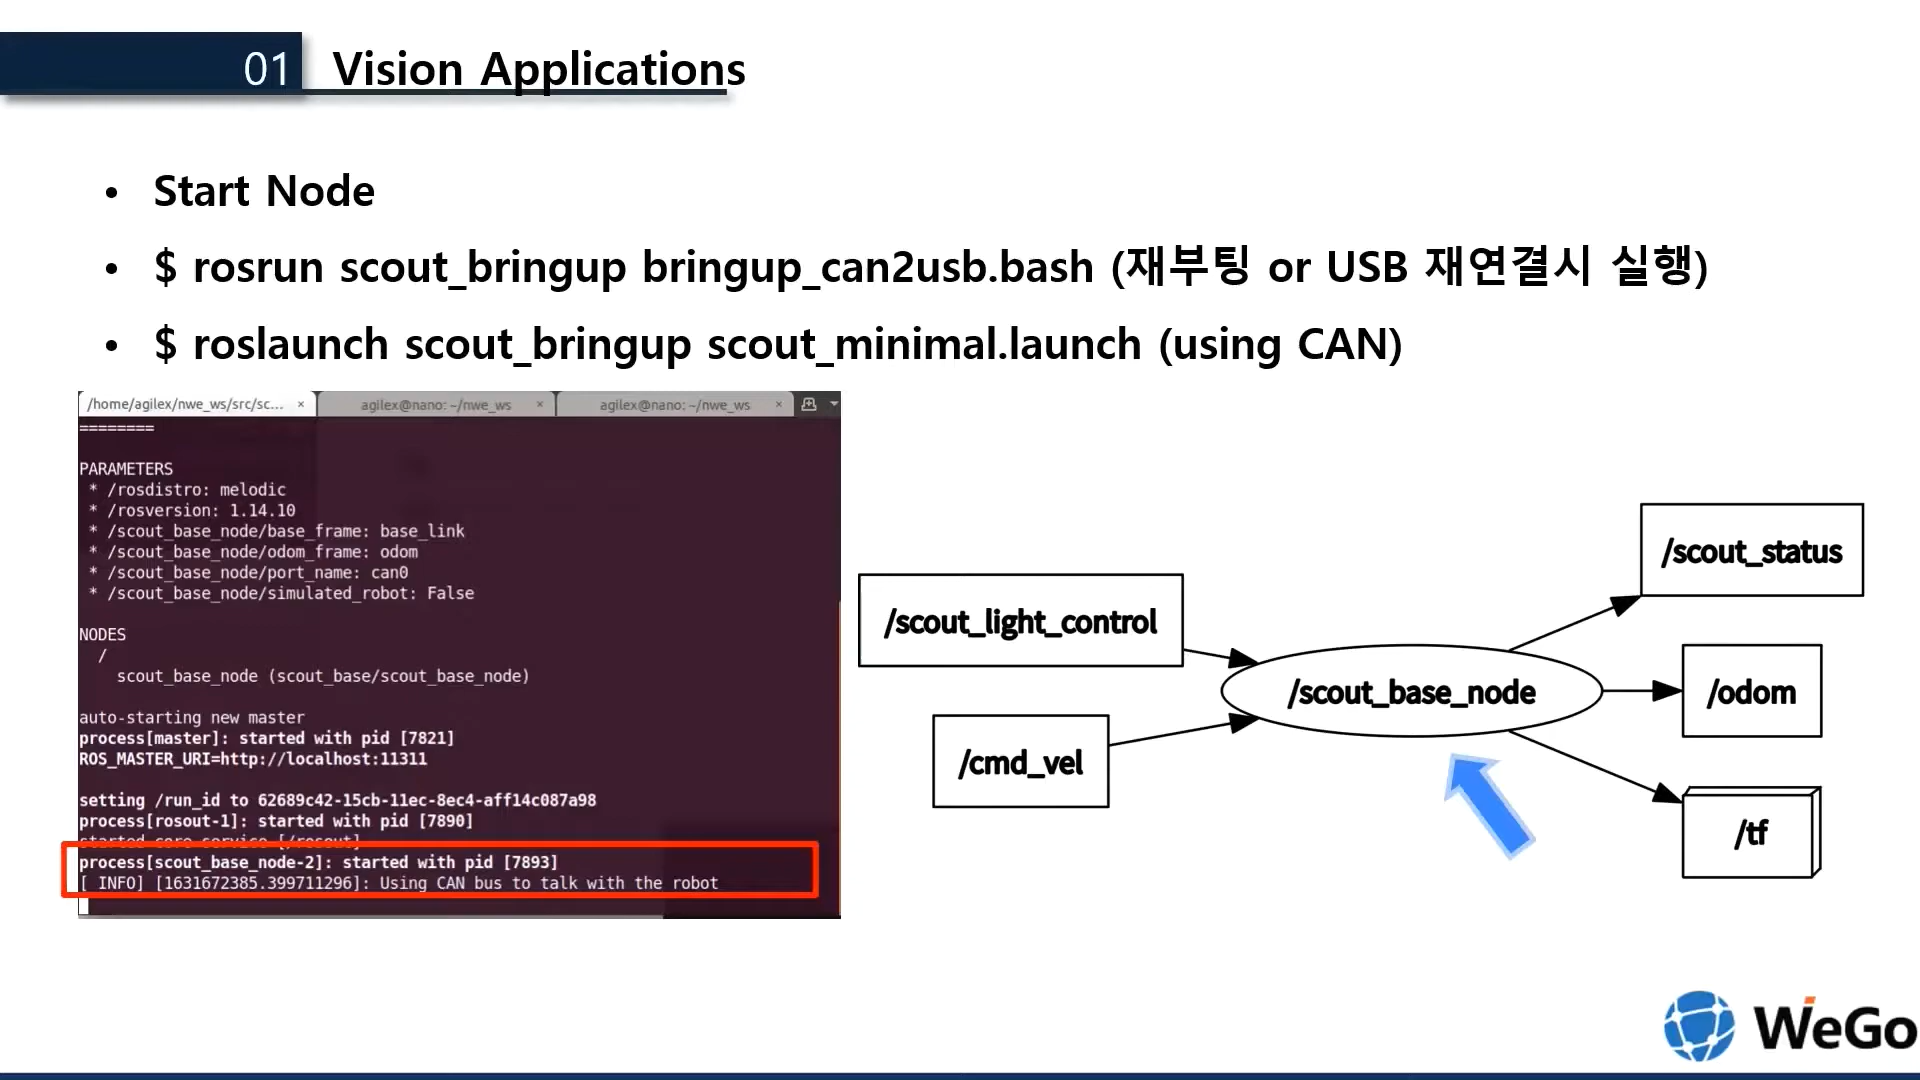 01 Vision Applications
• Start Node
• $ rosrun scout_bringup bringup_can2usb.bash (재부팅 or USB 재연결시 실행)
• $ roslaunch scout_bringup scout_minimal.launch (using CAN)
/home/agilex/nwe_ws/src/sc... × agilex@nano: ~/nwe_ws × agilex@nano: ~/nwe_ws ×
========
PARAMETERS
* /rosdistro: melodic
* /rosversion: 1.14.10
* /scout_base_node/base_frame: base_link
* /scout_base_node/odom_frame: odom
* /scout_base_node/port_name: can0
* /scout_base_node/simulated_robot: False
NODES
/
scout_base_node (scout_base/scout_base_node)
auto-starting new master
process[master]: started with pid [7821]
ROS_MASTER_URI=http://localhost:11311
setting /run_id to 62689c42-15cb-11ec-8ec4-aff14c087a98
process[rosout-1]: started with pid [7890]
started core service [/rosout]
process[scout_base_node-2]: started with pid [7893]
[ INFO] [1631672385.399711296]: Using CAN bus to talk with the robot
/scout_light_control
/cmd_vel
/scout_base_node
/scout_status
/odom
/tf
WeGo